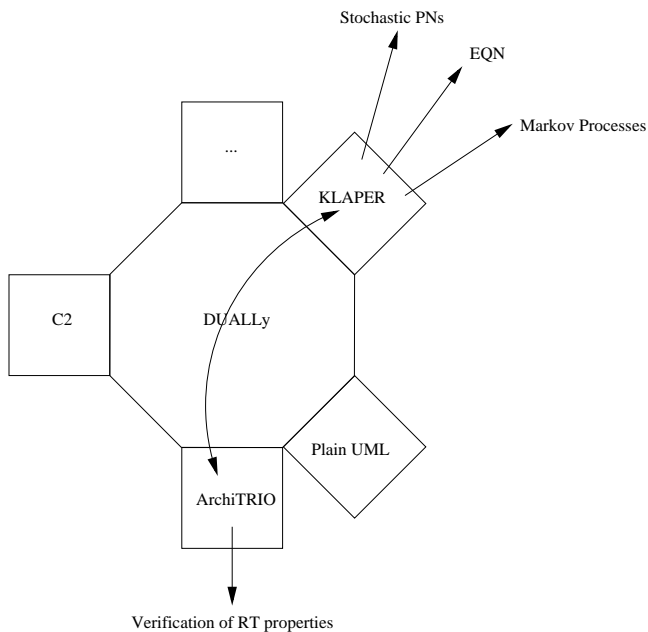 Stochastic PNs
EQN
Markov Processes
...
KLAPER
C2
DUALLy
Plain UML
ArchiTRIO
Verification of RT properties